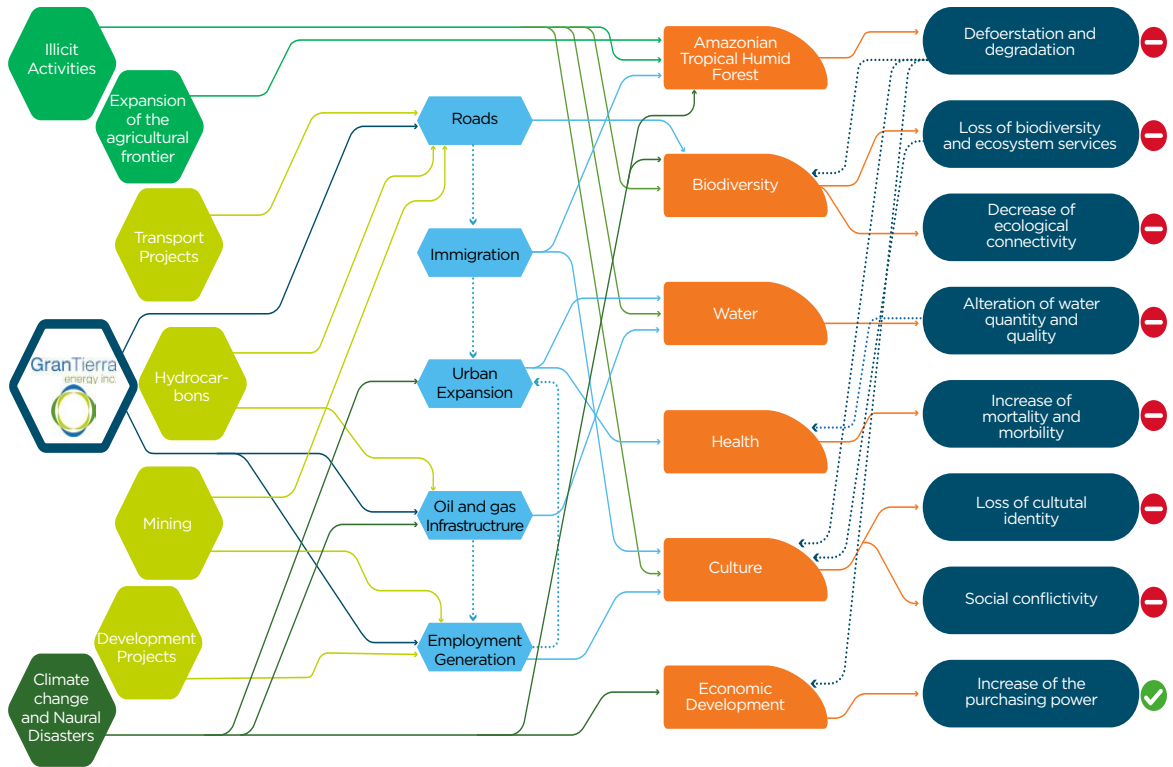 Illicit
Activities
Expansion
of the
agricultural
frontier
Transport
Projects
GranTierra
energy inc.
Hydrocar-
bons
Mining
Development
Projects
Climate
change
and Naural
Disasters
Roads
Immigration
Urban
Expansion
Oil and gas
Infrastrucrure
Employment
Generation
Amazonian
Tropical Humid
Forest
Biodiversity
Water
Health
Culture
Economic
Development
Defoerstation and
degradation
Loss of biodiversity
and ecosystem services
Decrease of
ecological
connectivity
Alteration of water
quantity and
quality
Increase of
mortality and
morbility
Loss of cultutal
identity
Social conflictivity
Increase of the
purchasing power